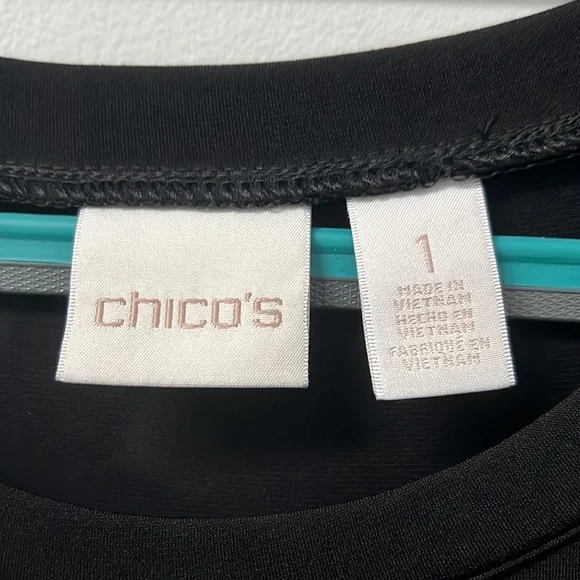 chico's
1
MADE IN
VIETNAM
HECHO EN
VIETNAM
FABRIQUÉ EN
VIETNAM